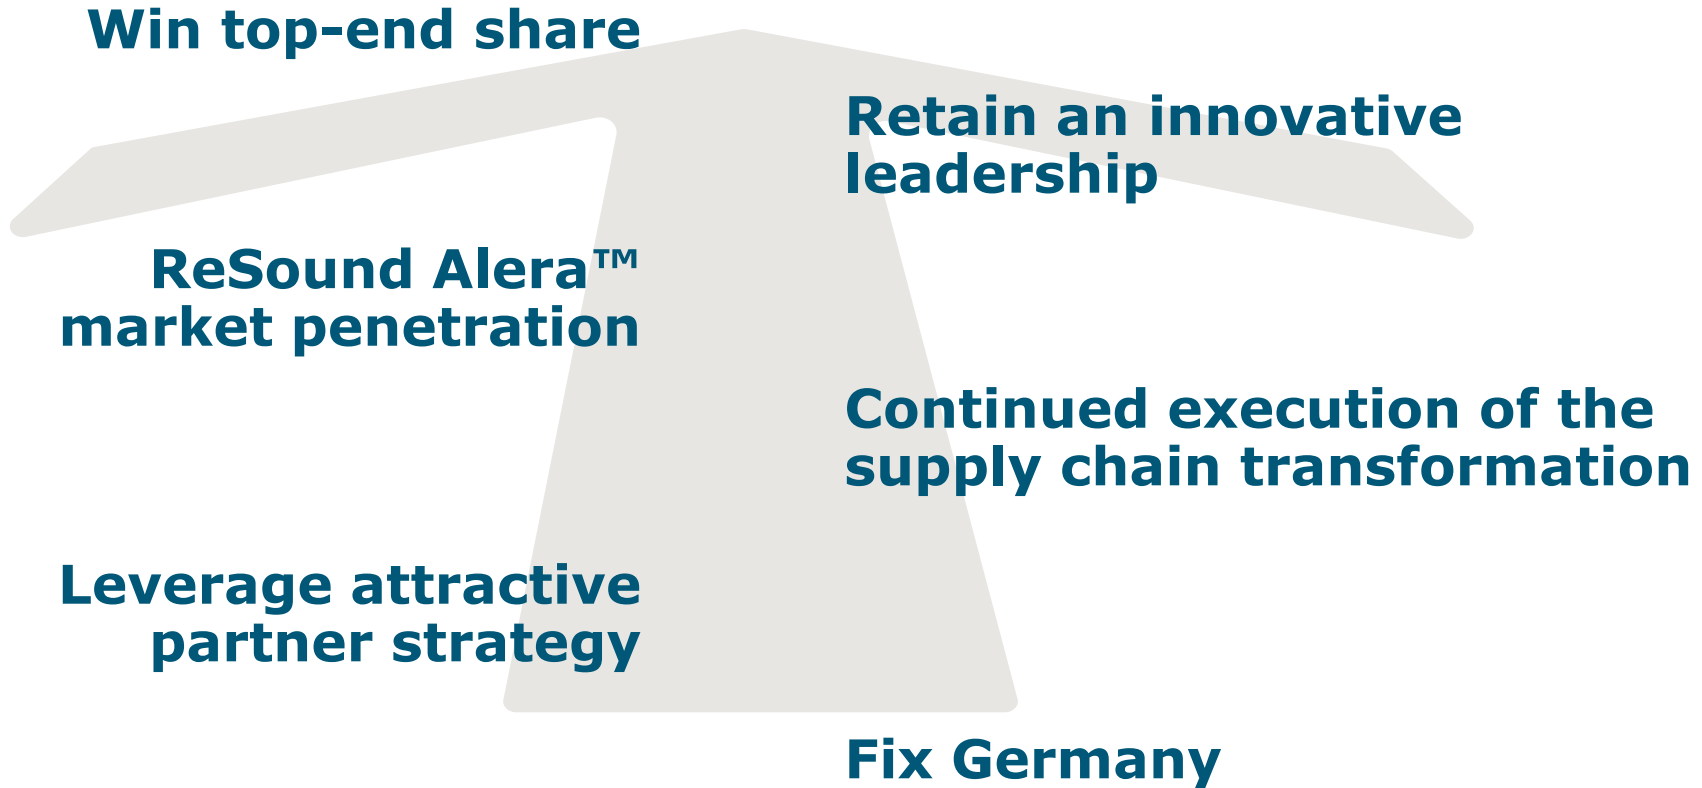 Win top-end share
Retain an innovative
leadership
ReSound Alera™
market penetration
Continued execution of the
supply chain transformation
Leverage attractive
partner strategy
Fix Germany